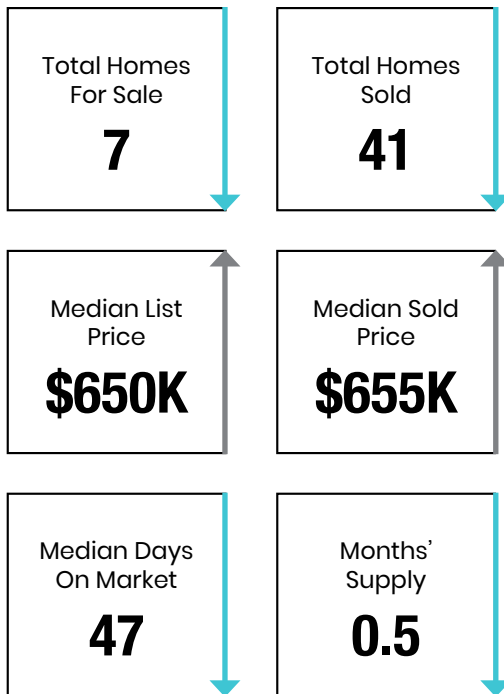 Total Homes
For Sale
7
Total Homes
Sold
41
Median List
Price
$650K
Median Sold
Price
$655K
Median Days
On Market
47
Months’
Supply
0.5